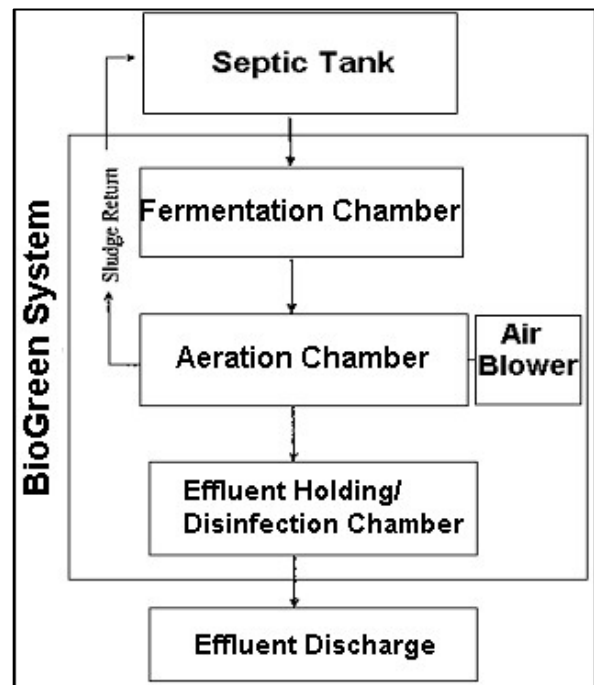 Septic Tank
Fermentation Chamber
Sludge Return
BioGreen System
Aeration Chamber
Air
Blower
Effluent Holding/
Disinfection Chamber
Effluent Discharge